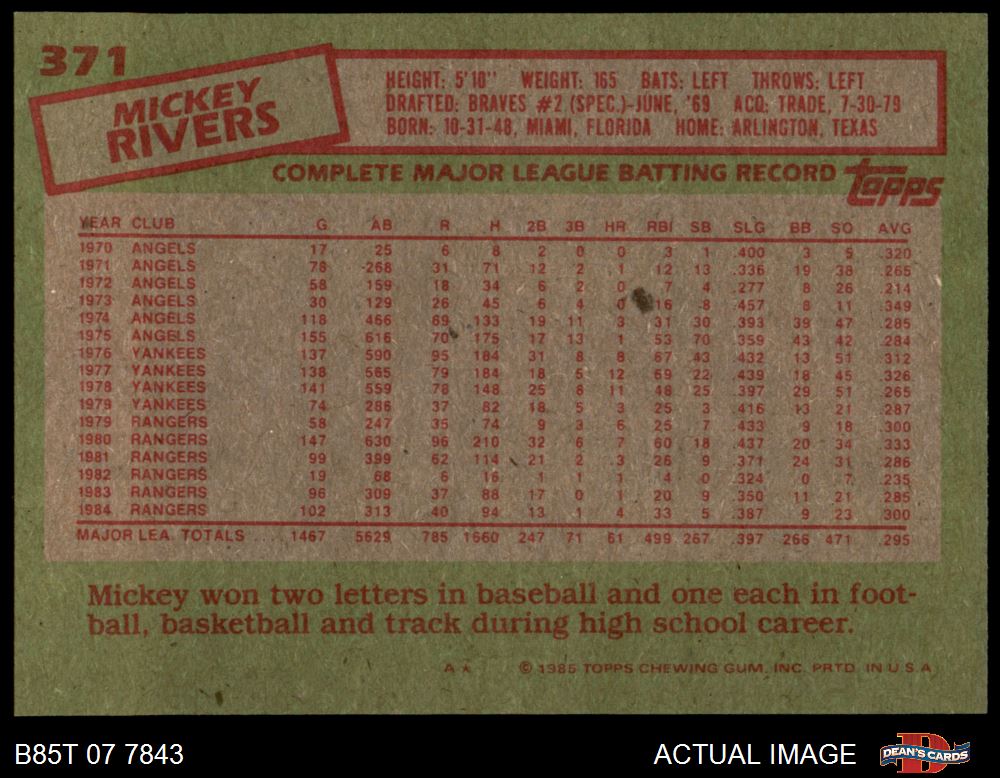 371
MICKEY
RIVERS
HEIGHT: 5'10" WEIGHT: 165 BATS: LEFT THROWS: LEFT
DRAFTED: BRAVES #2 (SPEC.)-JUNE, '69 ACQ: TRADE, 7-30-79
BORN: 10-31-48, MIAMI, FLORIDA HOME: ARLINGTON, TEXAS
COMPLETE MAJOR LEAGUE BATTING RECORD topps
YEAR CLUB G AB R H 2B 3B HR RBI SB SLG BB SO AVG
1970 ANGELS 17 25 6 8 2 0 0 3 1 .400 3 5 .320
1971 ANGELS 78 268 31 71 12 2 1 12 13 .336 19 38 .265
1972 ANGELS 58 159 18 34 6 2 0 7 4 .277 8 26 .214
1973 ANGELS 30 129 26 45 6 4 0 16 8 .457 8 11 .349
1974 ANGELS 118 466 69 133 19 11 3 31 30 .393 39 47 .285
1975 ANGELS 155 616 70 175 17 13 1 53 70 .359 43 42 .284
1976 YANKEES 137 590 95 184 31 8 8 67 43 .432 13 51 .312
1977 YANKEES 138 565 79 184 18 5 12 69 22 .439 18 45 .326
1978 YANKEES 141 559 78 148 25 8 11 48 25 .397 29 51 .265
1979 YANKEES 74 286 37 82 18 5 3 25 3 .416 13 21 .287
1979 RANGERS 58 247 35 74 9 3 6 25 7 .433 9 18 .300
1980 RANGERS 147 630 96 210 32 6 7 60 18 .437 20 34 .333
1981 RANGERS 99 399 62 114 21 2 3 26 9 .371 24 31 .286
1982 RANGERS 19 68 6 16 1 1 1 4 0 .324 0 7 .235
1983 RANGERS 96 309 37 88 17 0 1 20 9 .350 11 21 .285
1984 RANGERS 102 313 40 94 13 1 4 33 5 .387 9 23 .300
MAJOR LEA. TOTALS .... 1467 5629 785 1660 247 71 61 499 267 .397 266 471 .295
Mickey won two letters in baseball and one each in foot-
ball, basketball and track during high school career.
A★ © 1985 TOPPS CHEWING GUM, INC. PRTD. IN U.S.A.
B85T 07 7843 ACTUAL IMAGE DEAN'S CARDS